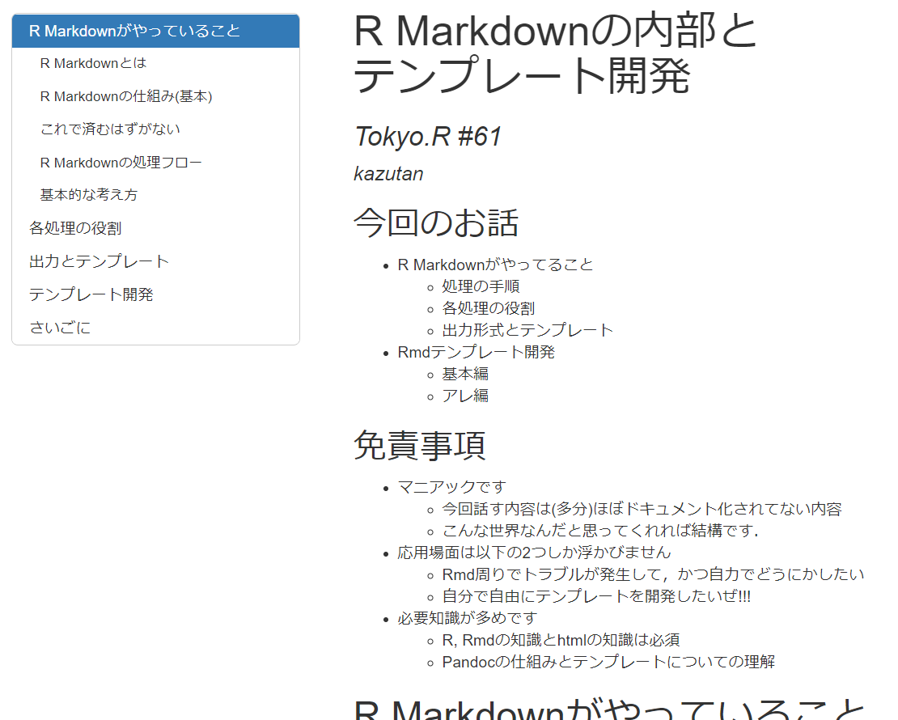 R Markdownがやっていること
R Markdownとは
R Markdownの仕組み(基本)
これで済むはずがない
R Markdownの処理フロー
基本的な考え方
各処理の役割
出力とテンプレート
テンプレート開発
さいごに
R Markdownの内部と
テンプレート開発
Tokyo.R #61
kazutan
今回のお話
R Markdownがやってること
処理の手順
各処理の役割
出力形式とテンプレート
Rmdテンプレート開発
基本編
アレ編
免責事項
マニアックです
今回話す内容は(多分)ほぼドキュメント化されてない内容
こんな世界なんだと思ってくれれば結構です.
応用場面は以下の2つしか浮かびません
Rmd周りでトラブルが発生して，かつ自力でどうにかしたい
自分で自由にテンプレートを開発したいぜ!!!
必要知識が多めです
R, Rmdの知識とhtmlの知識は必須
Pandocの仕組みとテンプレートについての理解
R Markdownがやっていること